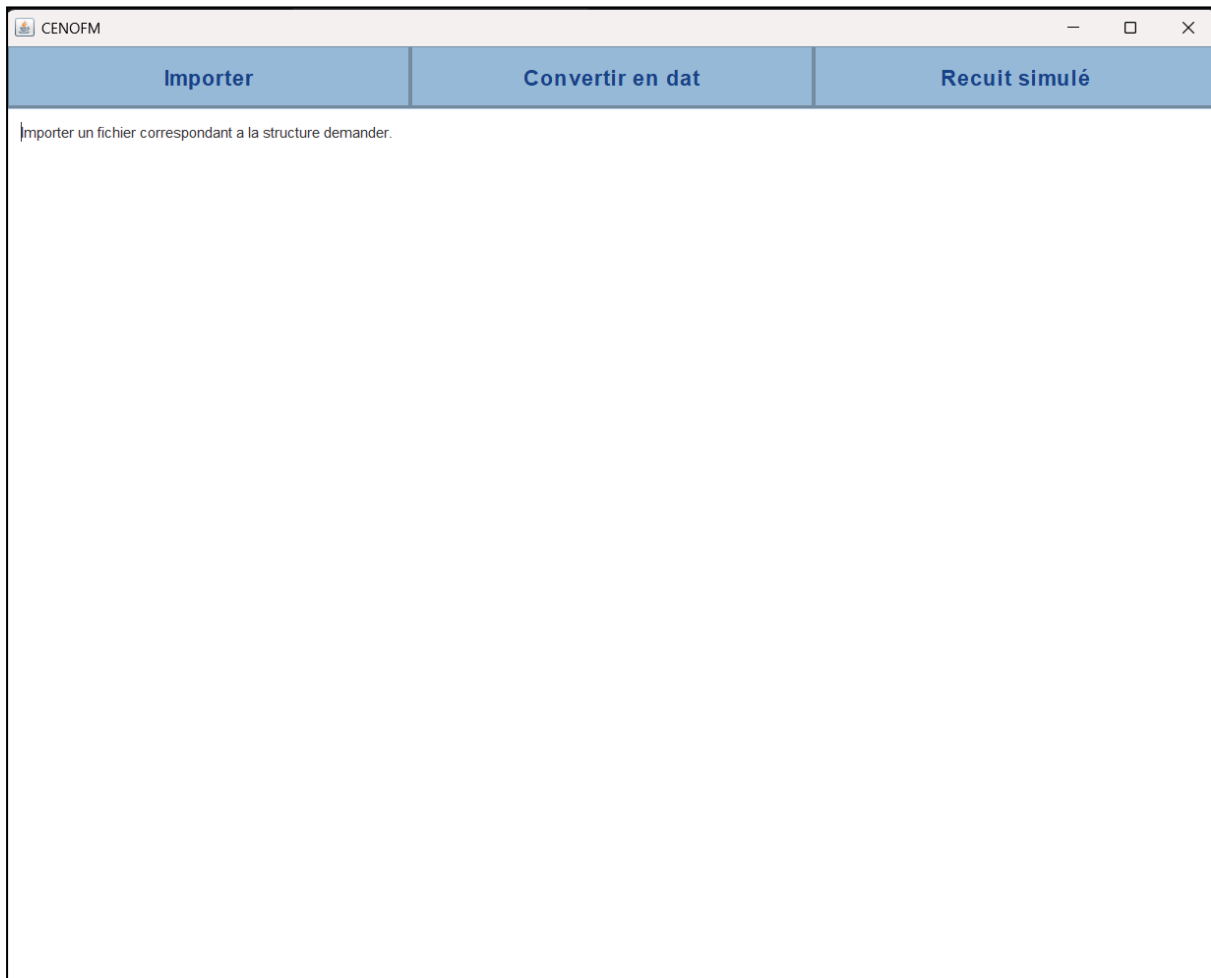 CENOFM
Importer
Convertir en dat
Recuit simulé
Importer un fichier correspondant a la structure demander.